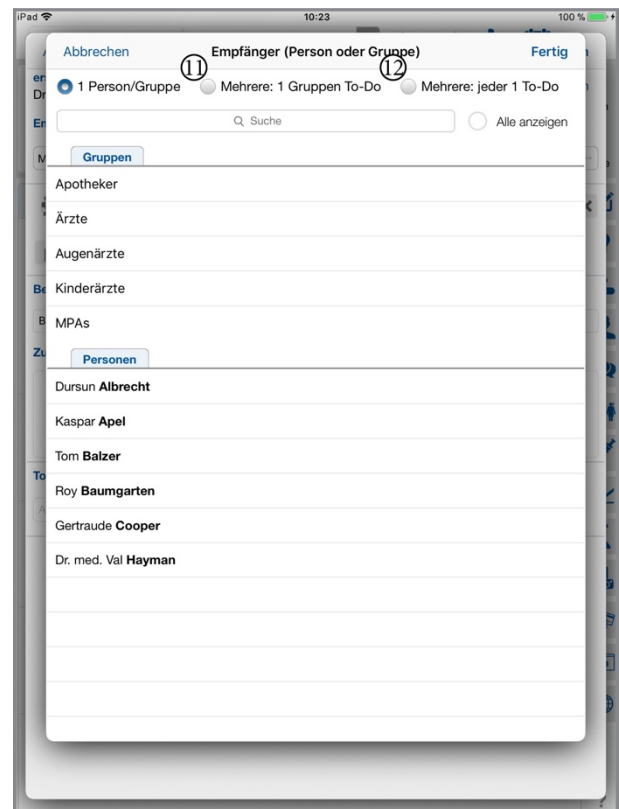 iPad 10:23 100 %
Abbrechen Empfänger (Person oder Gruppe) Fertig
⑪ ⑫
1 Person/Gruppe Mehrere: 1 Gruppen To-Do Mehrere: jeder 1 To-Do
Suche Alle anzeigen
Gruppen
Apotheker
Ärzte
Augenärzte
Kinderärzte
MPAs
Personen
Dursun Albrecht
Kaspar Apel
Tom Balzer
Roy Baumgarten
Gertraude Cooper
Dr. med. Val Hayman